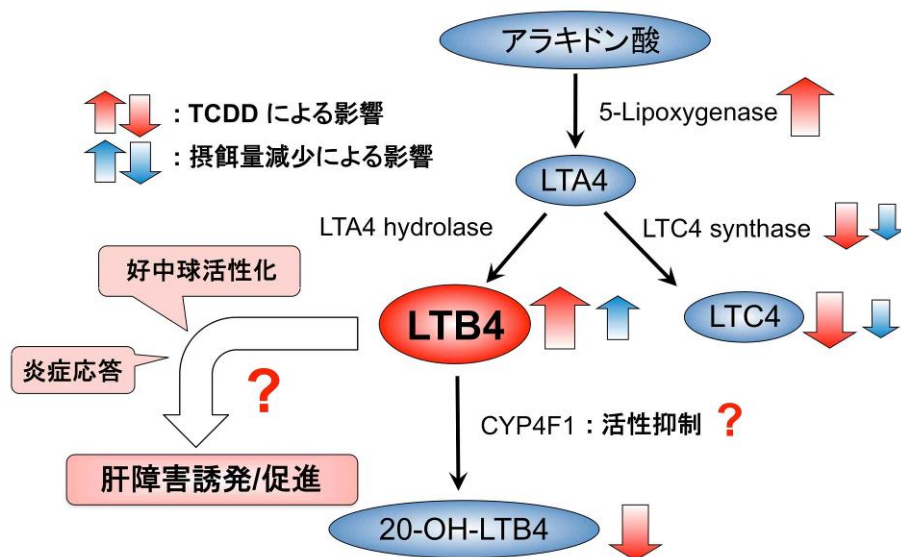 アラキドン酸
5-Lipoxygenase
: TCDD による影響
: 摂餌量減少による影響
LTA4
LTA4 hydrolase
LTC4 synthase
好中球活性化
LTB4
LTC4
炎症応答
?
CYP4F1 : 活性抑制 ?
肝障害誘発/促進
20-OH-LTB4